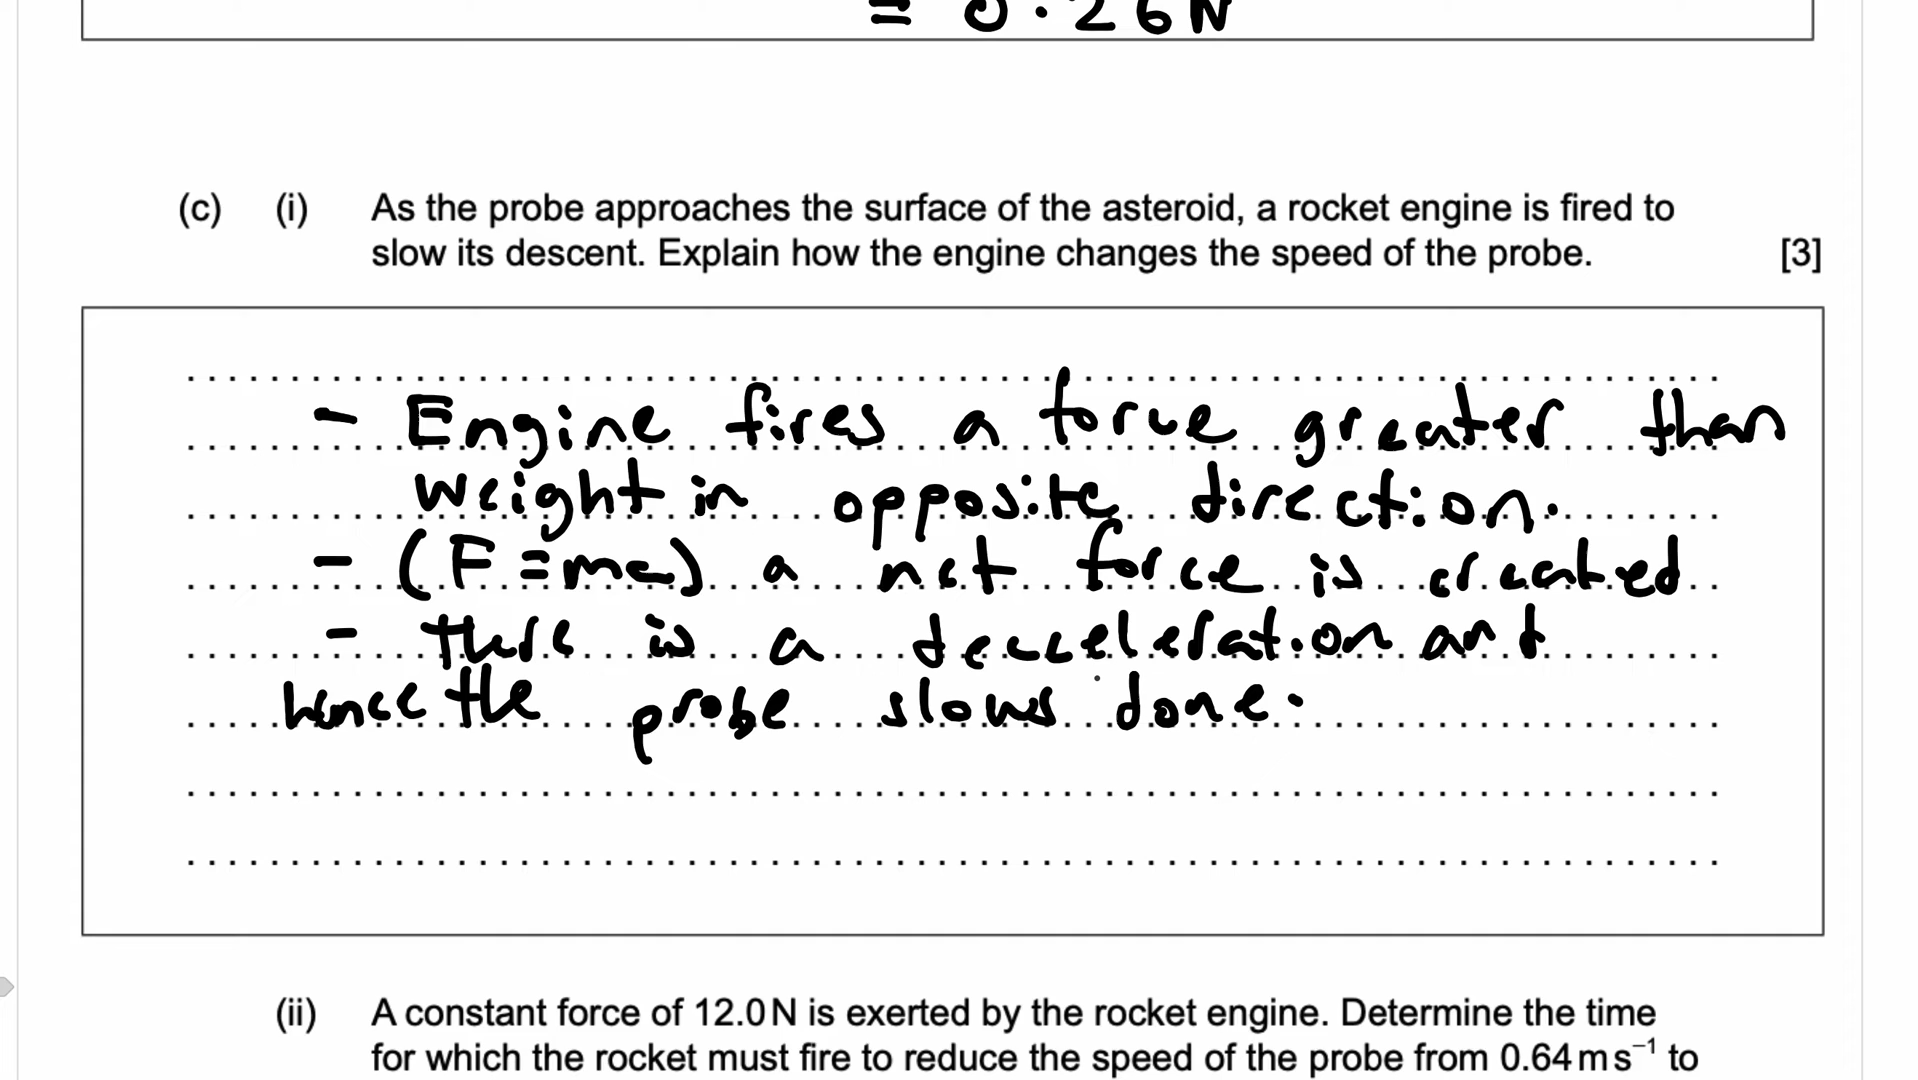 = 0.26N
(c) (i) As the probe approaches the surface of the asteroid, a rocket engine is fired to
slow its descent. Explain how the engine changes the speed of the probe. [3]
- Engine fires a force greater than
weight in opposite direction.
- (F = ma) a net force is created
- there is a decceleration and
hence the probe slows done.
(ii) A constant force of 12.0 N is exerted by the rocket engine. Determine the time
for which the rocket must fire to reduce the speed of the probe from 0.64 m s⁻¹ to